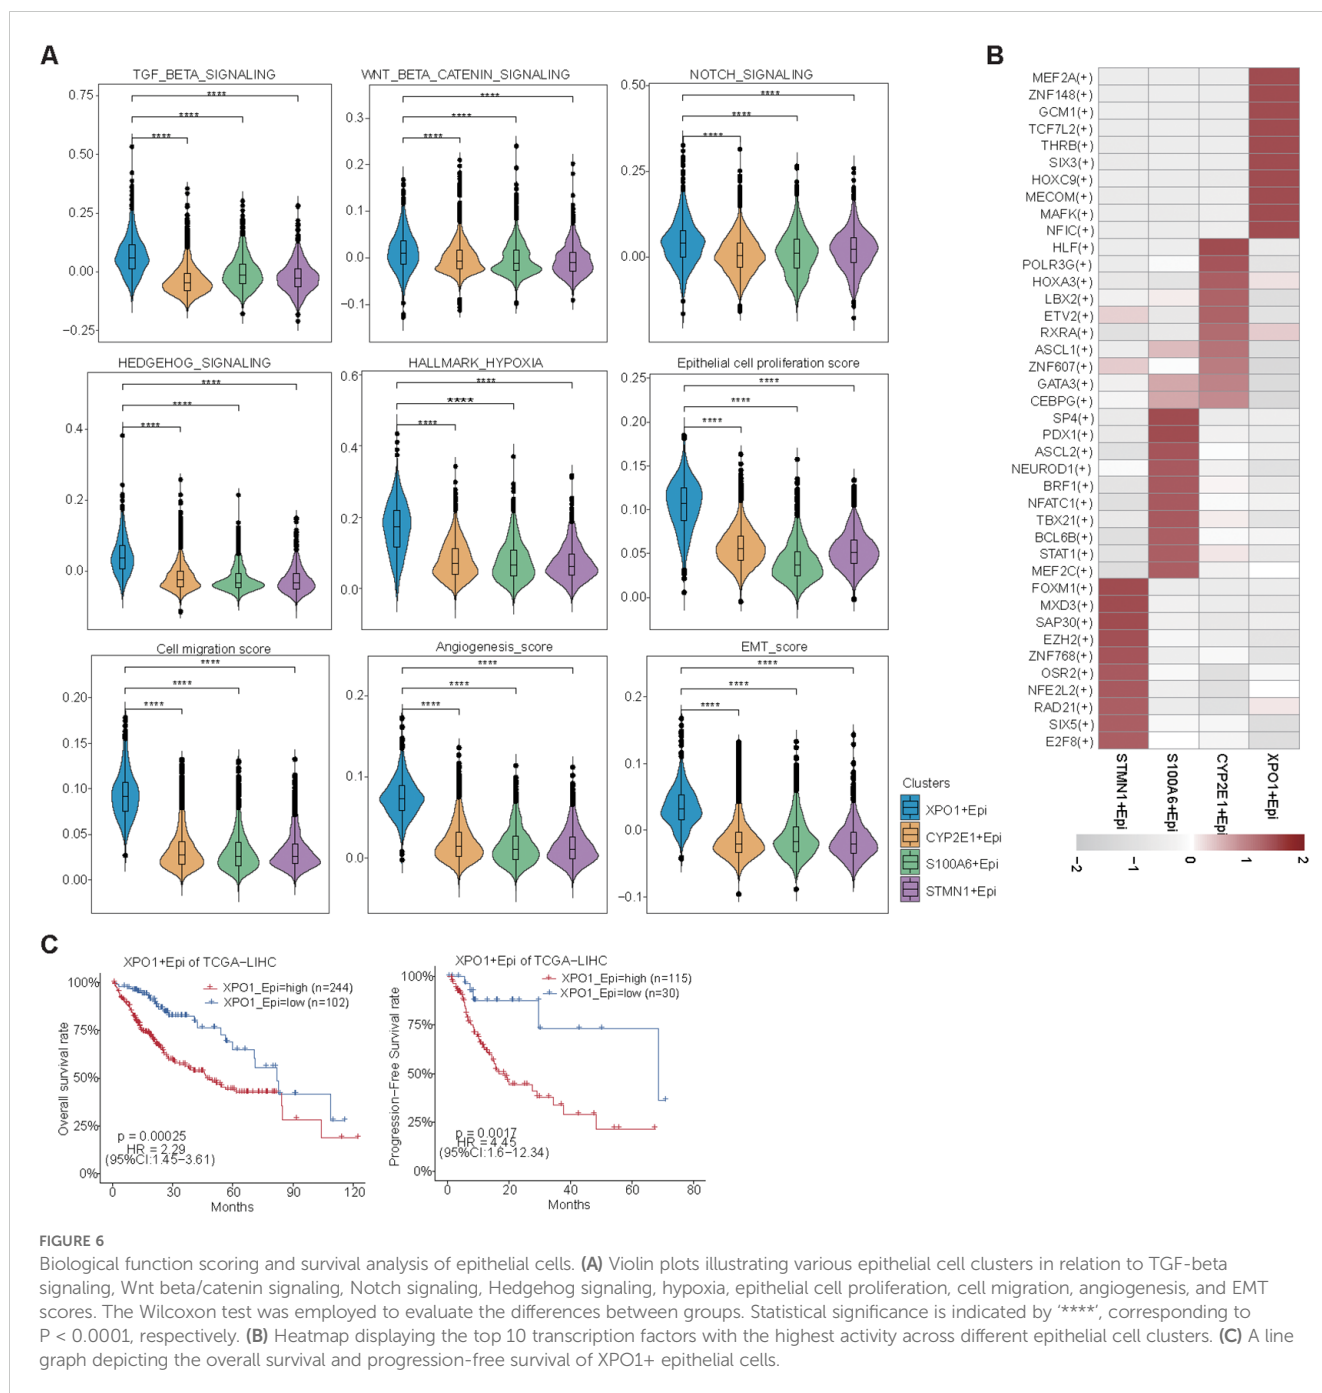 A
TGF_BETA_SIGNALING
0.75
0.50
0.25
0.00
−0.25
****
****
****
WNT_BETA_CATENIN_SIGNALING
0.3
0.2
0.1
0.0
−0.1
****
****
****
NOTCH_SIGNALING
0.50
0.25
0.00
****
****
****
HEDGEHOG_SIGNALING
0.4
0.2
0.0
****
****
****
HALLMARK_HYPOXIA
0.6
0.4
0.2
0.0
****
****
****
Epithelial cell proliferation score
0.25
0.20
0.15
0.10
0.05
0.00
****
****
****
Cell migration score
0.20
0.15
0.10
0.05
0.00
****
****
****
Angiogenesis_score
0.2
0.1
0.0
****
****
****
EMT_score
0.2
0.1
0.0
−0.1
****
****
****
Clusters
XPO1+Epi
CYP2E1+Epi
S100A6+Epi
STMN1+Epi
B
MEF2A(+)
ZNF148(+)
GCM1(+)
TCF7L2(+)
THRB(+)
SIX3(+)
HOXC9(+)
MECOM(+)
MAFK(+)
NFIC(+)
HLF(+)
POLR3G(+)
HOXA3(+)
LBX2(+)
ETV2(+)
RXRA(+)
ASCL1(+)
ZNF607(+)
GATA3(+)
CEBPG(+)
SP4(+)
PDX1(+)
ASCL2(+)
NEUROD1(+)
BRF1(+)
NFATC1(+)
TBX21(+)
BCL6B(+)
STAT1(+)
MEF2C(+)
FOXM1(+)
MXD3(+)
SAP30(+)
EZH2(+)
ZNF768(+)
OSR2(+)
NFE2L2(+)
RAD21(+)
SIX5(+)
E2F8(+)
STMN1+Epi
S100A6+Epi
CYP2E1+Epi
XPO1+Epi
−2
−1
0
1
2
C
XPO1+Epi of TCGA−LIHC
XPO1_Epi=high (n=244)
XPO1_Epi=low (n=102)
Overall survival rate
100%
75%
50%
25%
0%
p = 0.00025
HR = 2.29
(95%CI:1.45−3.61)
0 30 60 90 120
Months
XPO1+Epi of TCGA−LIHC
XPO1_Epi=high (n=115)
XPO1_Epi=low (n=30)
Progression−Free Survival rate
100%
75%
50%
25%
0%
p = 0.0017
HR = 4.45
(95%CI:1.6−12.34)
0 20 40 60 80
Months
FIGURE 6
Biological function scoring and survival analysis of epithelial cells. (A) Violin plots illustrating various epithelial cell clusters in relation to TGF-beta
signaling, Wnt beta/catenin signaling, Notch signaling, Hedgehog signaling, hypoxia, epithelial cell proliferation, cell migration, angiogenesis, and EMT
scores. The Wilcoxon test was employed to evaluate the differences between groups. Statistical significance is indicated by ‘****’, corresponding to
P < 0.0001, respectively. (B) Heatmap displaying the top 10 transcription factors with the highest activity across different epithelial cell clusters. (C) A line
graph depicting the overall survival and progression-free survival of XPO1+ epithelial cells.